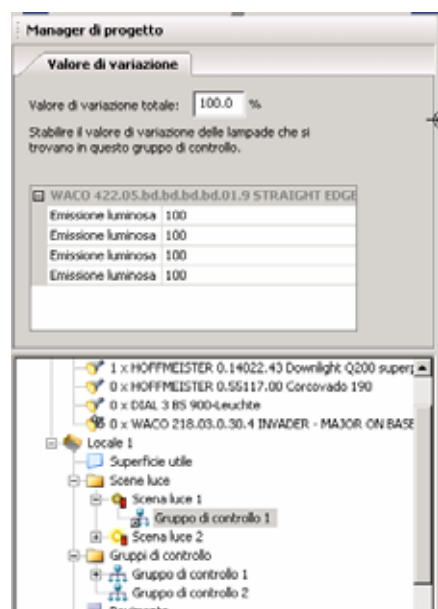 Manager di progetto
Valore di variazione
Valore di variazione totale: 100.0 %
Stabilire il valore di variazione delle lampade che si
trovano in questo gruppo di controllo.
WACO 422.05.bd.bd.bd.bd.01.9 STRAIGHT EDGE
Emissione luminosa 100
Emissione luminosa 100
Emissione luminosa 100
Emissione luminosa 100
1 x HOFFMEISTER 0.14022.43 Downlight Q200 super
0 x HOFFMEISTER 0.55117.00 Corcovado 190
0 x DIAL 3 BS 900-Leuchte
0 x WACO 218.03.0.30.4 INVADER - MAJOR ON BASE
Locale 1
Superficie utile
Scene luce
Scena luce 1
Gruppo di controllo 1
Scena luce 2
Gruppi di controllo
Gruppo di controllo 1
Gruppo di controllo 2